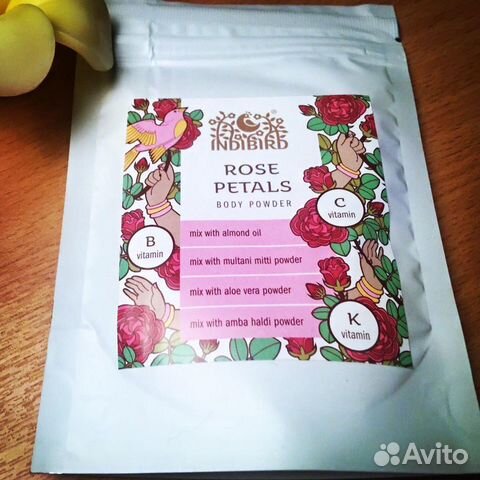 INDIBIRD®
ROSE
PETALS
BODY POWDER
C
vitamin
B
vitamin
mix with almond oil
mix with multani mitti powder
mix with aloe vera powder
mix with amba haldi powder
K
vitamin
Avito